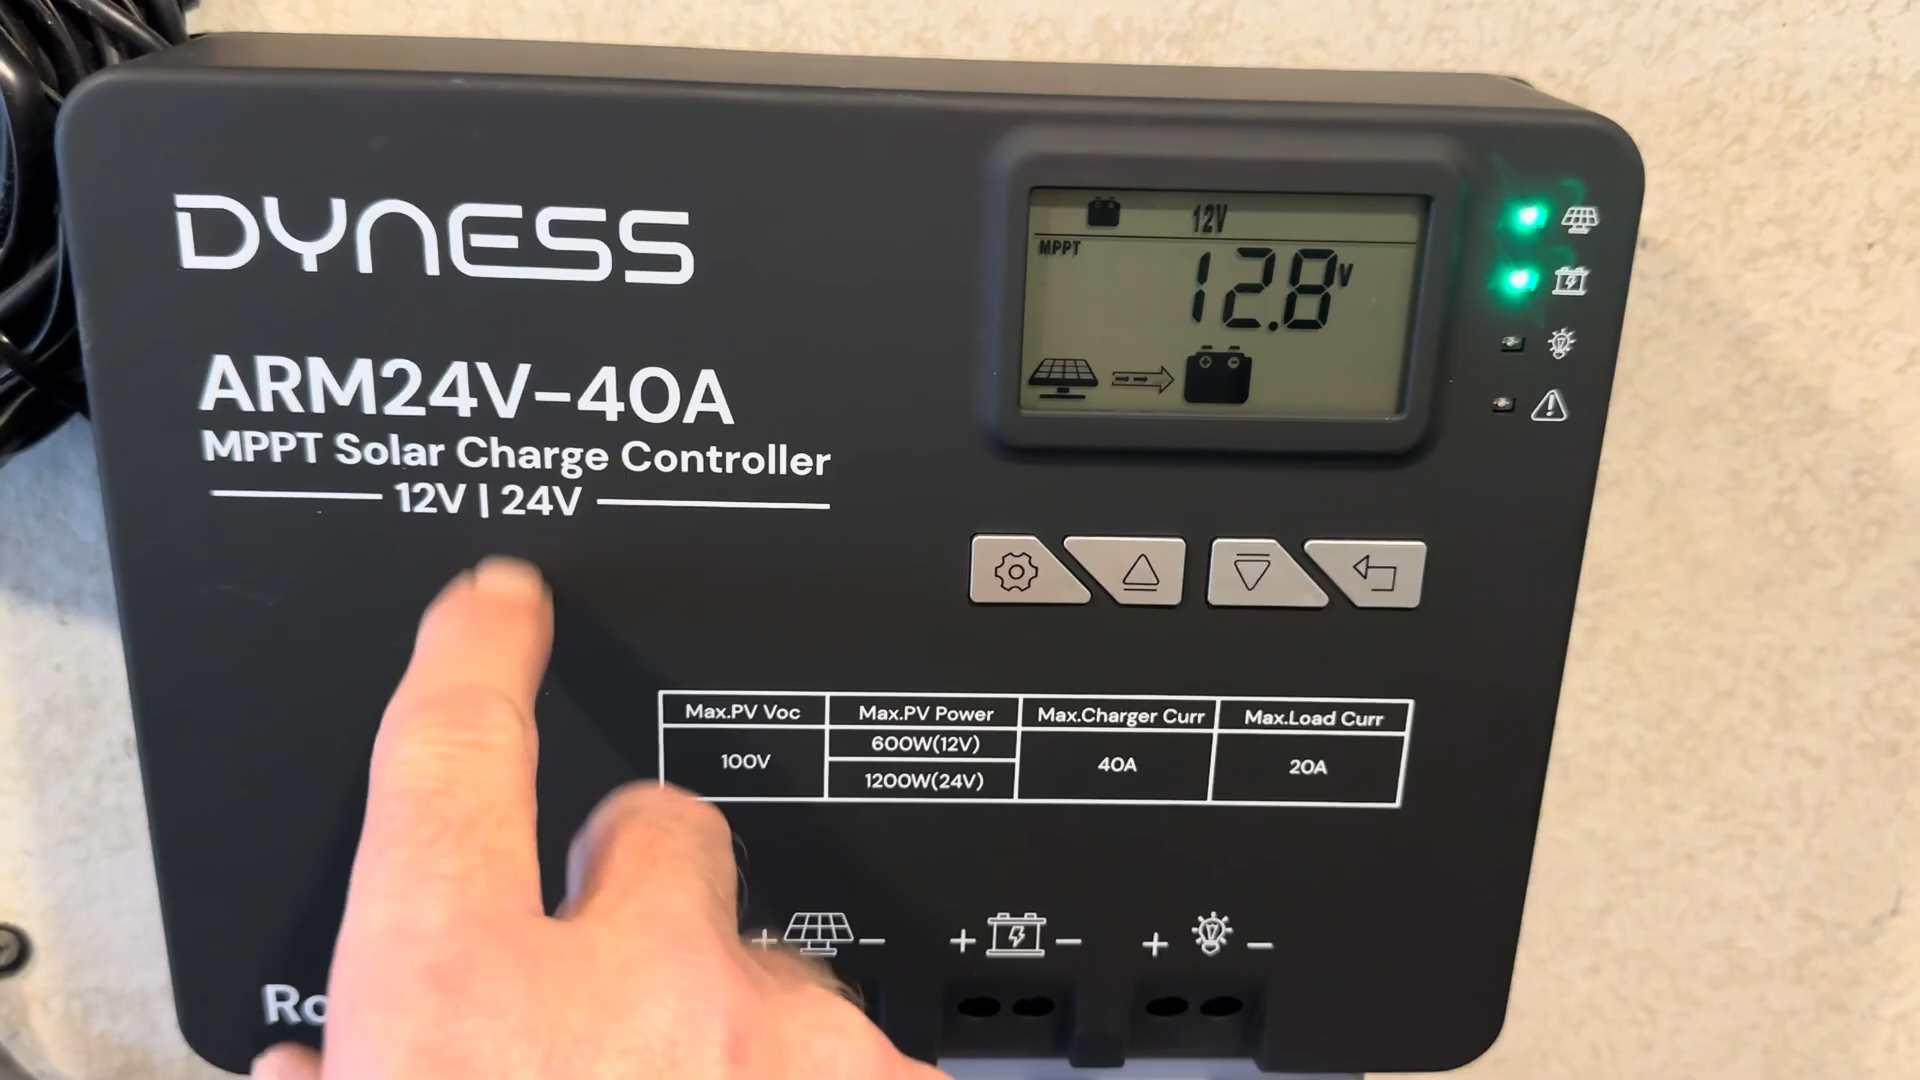 DYNESS
ARM24V-40A
MPPT Solar Charge Controller
12V | 24V
12V
MPPT
12.8V
Max.PV Voc
Max.PV Power
Max.Charger Curr
Max.Load Curr
100V
600W(12V)
1200W(24V)
40A
20A
+ −
+ −
+ −